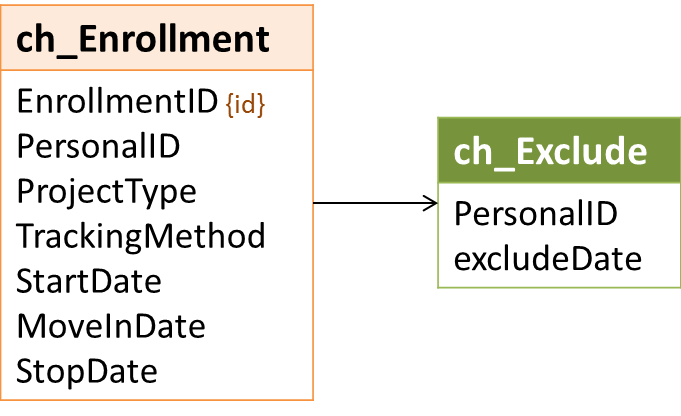 ch_Enrollment
EnrollmentID {id}
PersonalID
ProjectType
TrackingMethod
StartDate
MoveInDate
StopDate
ch_Exclude
PersonalID
excludeDate